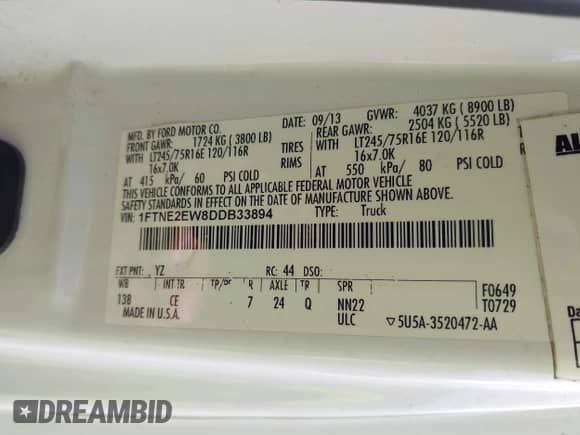 MFD. BY FORD MOTOR CO.
DATE: 09/13 GVWR: 4037 KG ( 8900 LB)
FRONT GAWR: 1724 KG ( 3800 LB) REAR GAWR: 2504 KG ( 5520 LB)
WITH LT245/75R16E 120/116R TIRES WITH LT245/75R16E 120/116R
16x7.0K RIMS 16x7.0K
AT 415 kPa/ 60 PSI COLD AT 550 kPa/ 80 PSI COLD
THIS VEHICLE CONFORMS TO ALL APPLICABLE FEDERAL MOTOR VEHICLE
SAFETY STANDARDS IN EFFECT ON THE DATE OF MANUFACTURE SHOWN ABOVE.
VIN: 1FTNE2EW8DDB33894 TYPE: Truck
EXT PNT: YZ RC: 44 DSO:
WB INT TR TP/PS R AXLE TR SPR F0649
138 CE 7 24 Q NN22 T0729
MADE IN U.S.A. ULC ▽5U5A-3520472-AA
Da
DREAMBID